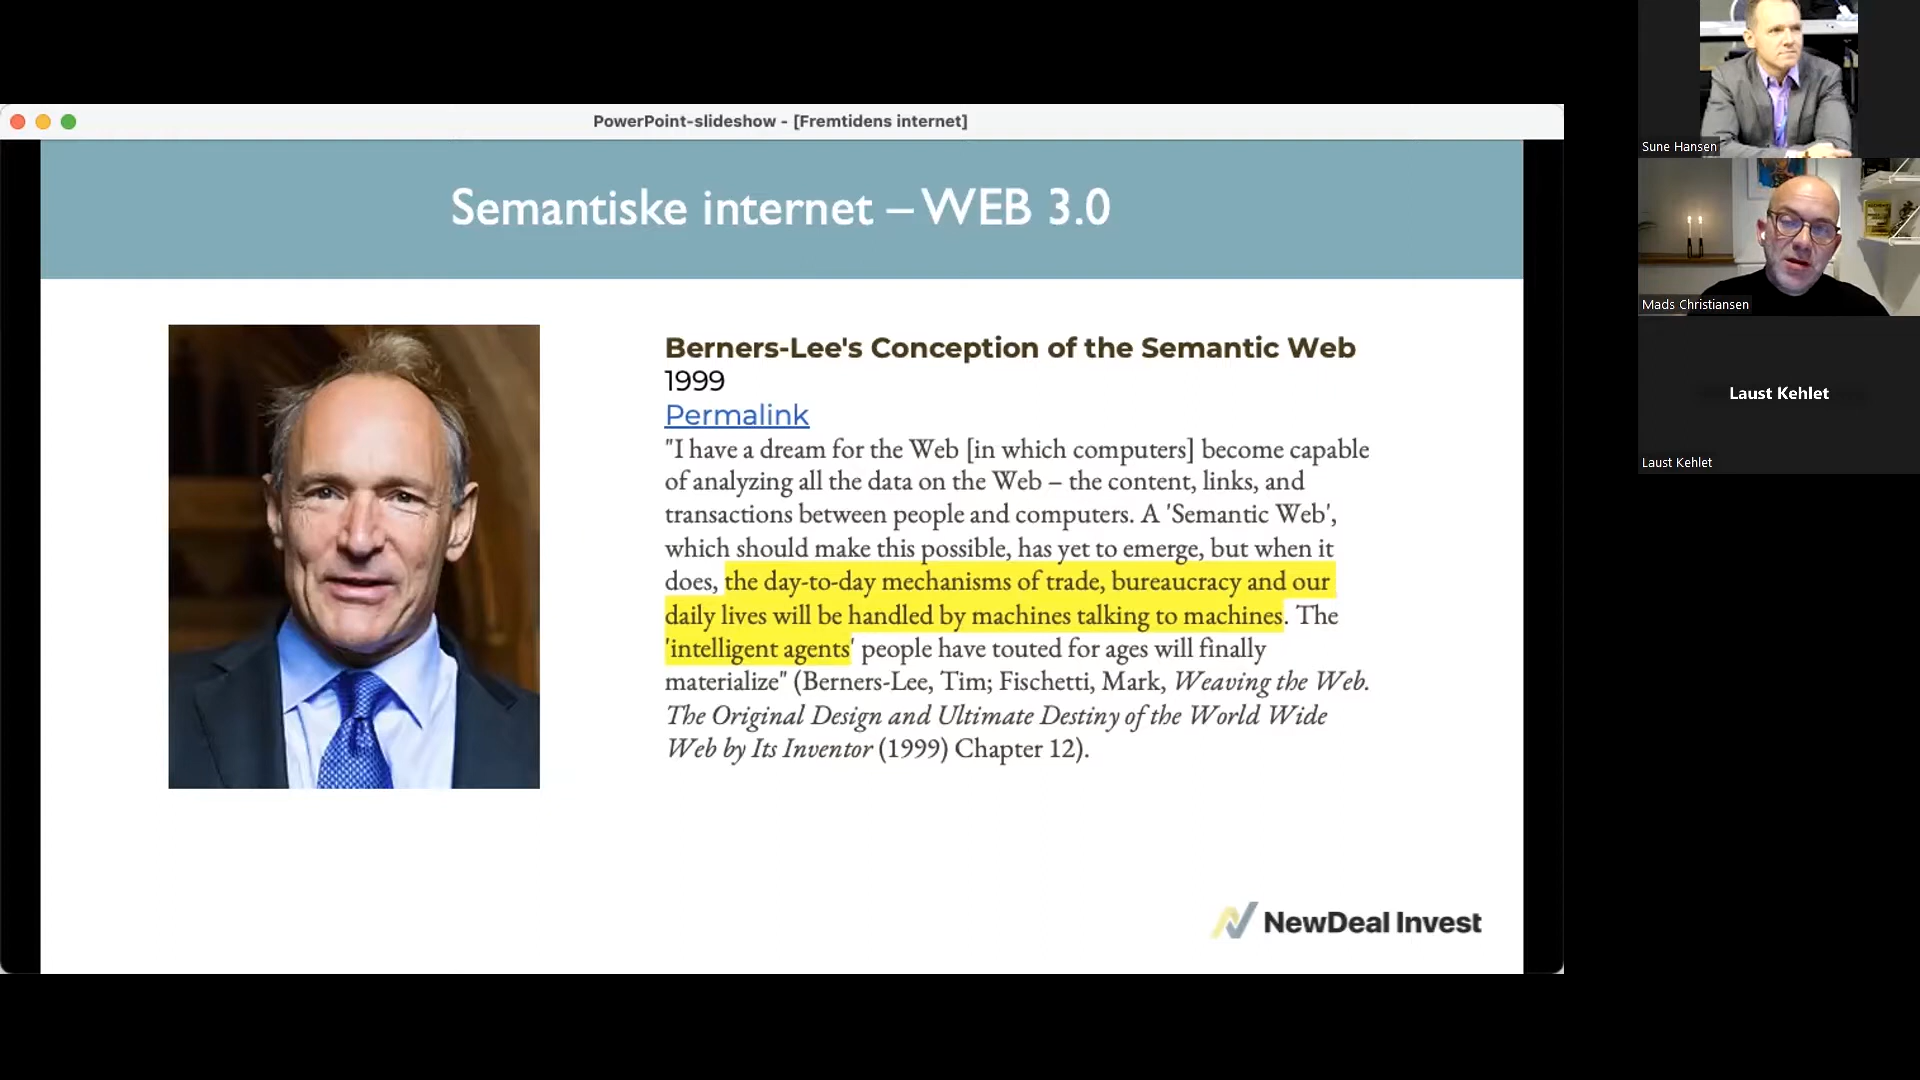 PowerPoint-slideshow - [Fremtidens internet]
Semantiske internet – WEB 3.0
Berners-Lee's Conception of the Semantic Web
1999
Permalink
"I have a dream for the Web [in which computers] become capable
of analyzing all the data on the Web – the content, links, and
transactions between people and computers. A 'Semantic Web',
which should make this possible, has yet to emerge, but when it
does, the day-to-day mechanisms of trade, bureaucracy and our
daily lives will be handled by machines talking to machines. The
'intelligent agents' people have touted for ages will finally
materialize" (Berners-Lee, Tim; Fischetti, Mark, Weaving the Web.
The Original Design and Ultimate Destiny of the World Wide
Web by Its Inventor (1999) Chapter 12).
NewDeal Invest
Sune Hansen
Mads Christiansen
Laust Kehlet
Laust Kehlet